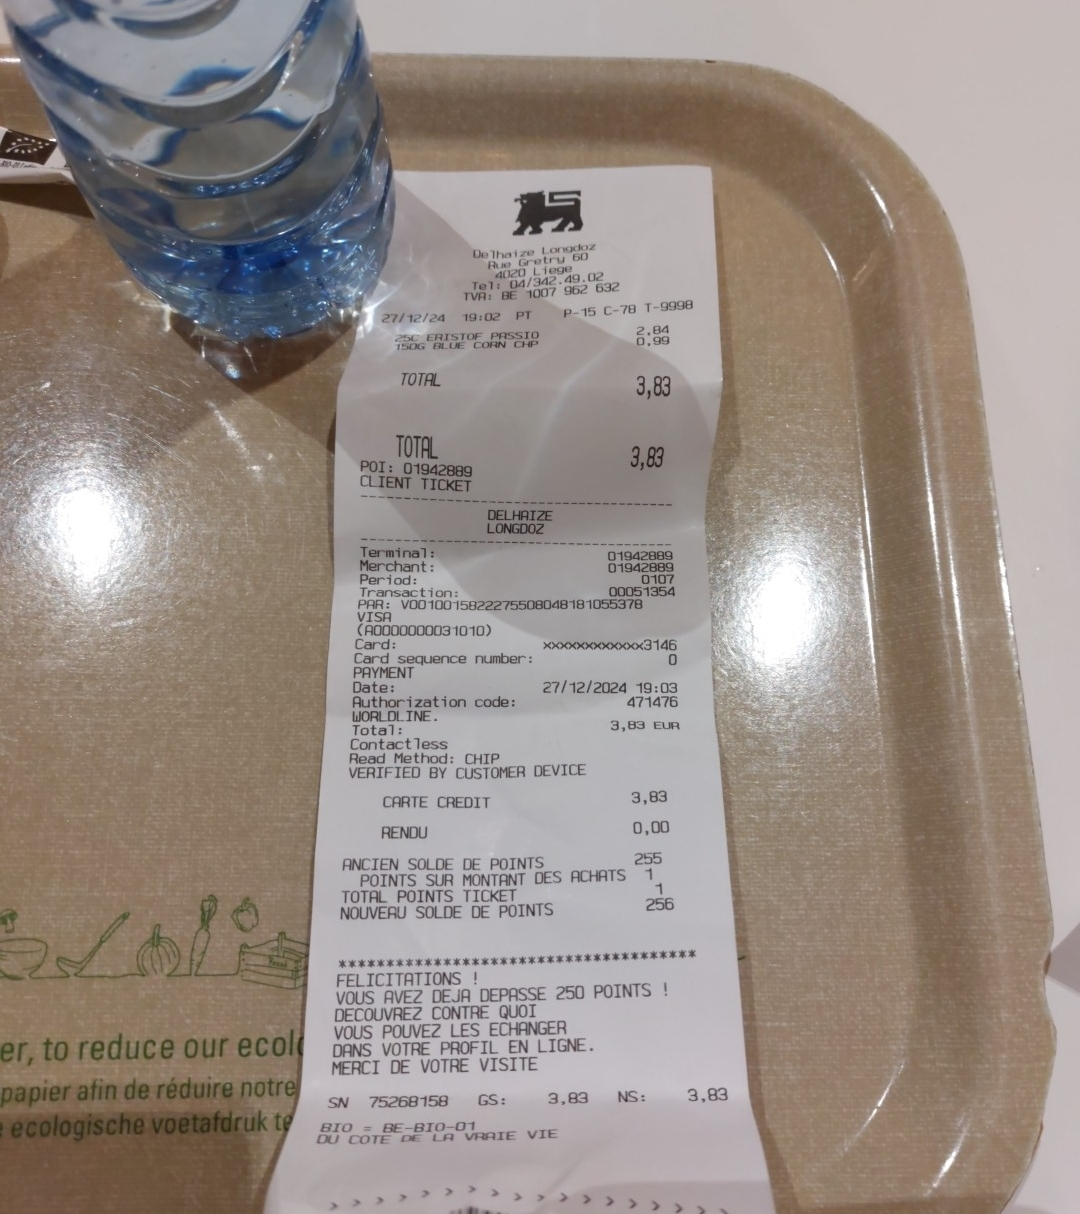 Delhaize Longdoz
Rue Gretry 60
4020 Liege
Tel: 04/342.49.02
TVA: BE 1007 962 632
27/12/24 19:02 PT P-15 C-78 T-9998
25C ERISTOF PASSIO 2.84
150G BLUE CORN CHP 0.99
TOTAL 3,83
TOTAL 3,83
POI: 01942889
CLIENT TICKET
DELHAIZE
LONGDOZ
Terminal: 01942889
Merchant: 01942889
Period: 0107
Transaction: 00051354
PAR: V0010015822275508048181055378
VISA
(A0000000031010)
Card: xxxxxxxxxxxx3146
Card sequence number: 0
PAYMENT
Date: 27/12/2024 19:03
Authorization code: 471476
WORLDLINE.
Total: 3,83 EUR
Contactless
Read Method: CHIP
VERIFIED BY CUSTOMER DEVICE
CARTE CREDIT 3,83
RENDU 0,00
ANCIEN SOLDE DE POINTS 255
POINTS SUR MONTANT DES ACHATS 1
TOTAL POINTS TICKET 1
NOUVEAU SOLDE DE POINTS 256
*************************************
FELICITATIONS !
VOUS AVEZ DEJA DEPASSE 250 POINTS !
DECOUVREZ CONTRE QUOI
VOUS POUVEZ LES ECHANGER
DANS VOTRE PROFIL EN LIGNE.
MERCI DE VOTRE VISITE
SN 75268158 GS: 3,83 NS: 3,83
BIO = BE-BIO-01
DU COTE DE LA VRAIE VIE
er, to reduce our ecolo
papier afin de réduire notre
ecologische voetafdruk te